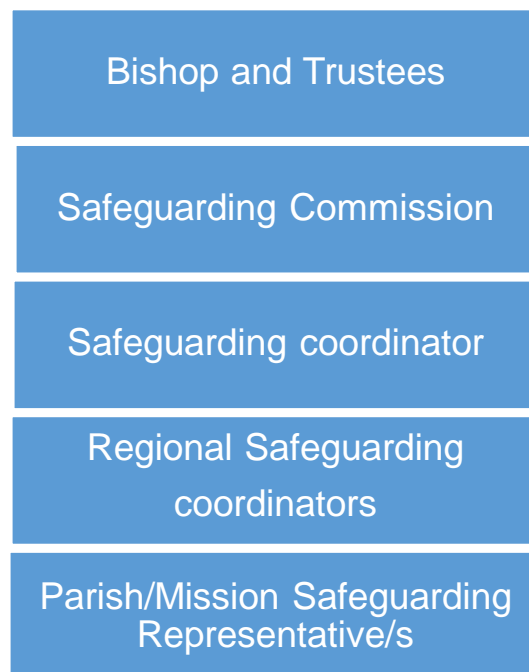 Bishop and Trustees
Safeguarding Commission
Safeguarding coordinator
Regional Safeguarding
coordinators
Parish/Mission Safeguarding
Representative/s